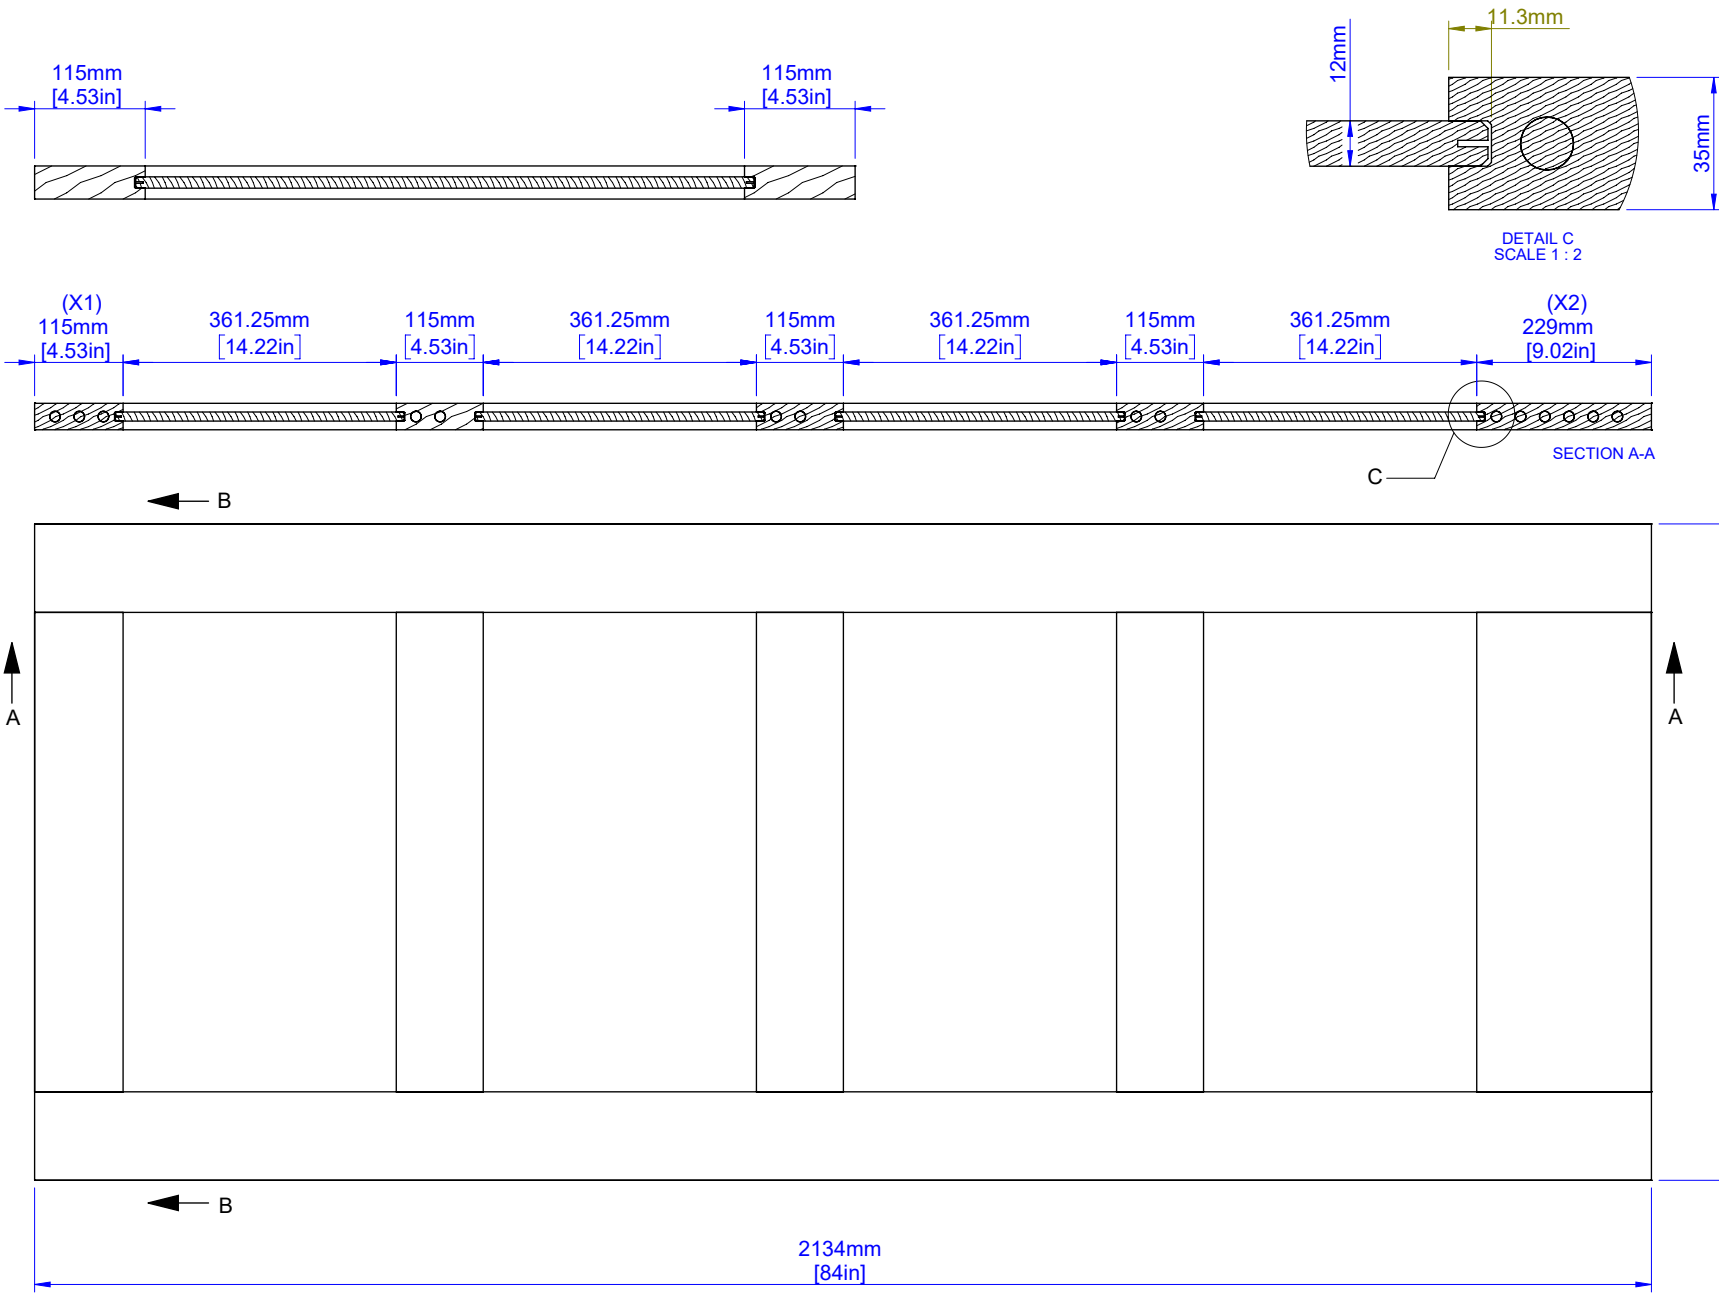 115mm
[4.53in]
115mm
[4.53in]
11.3mm
12mm
35mm
DETAIL C
SCALE 1 : 2
(X1)
115mm
[4.53in]
361.25mm
[14.22in]
115mm
[4.53in]
361.25mm
[14.22in]
115mm
[4.53in]
361.25mm
[14.22in]
115mm
[4.53in]
361.25mm
[14.22in]
(X2)
229mm
[9.02in]
SECTION A-A
C
B
A
A
B
2134mm
[84in]